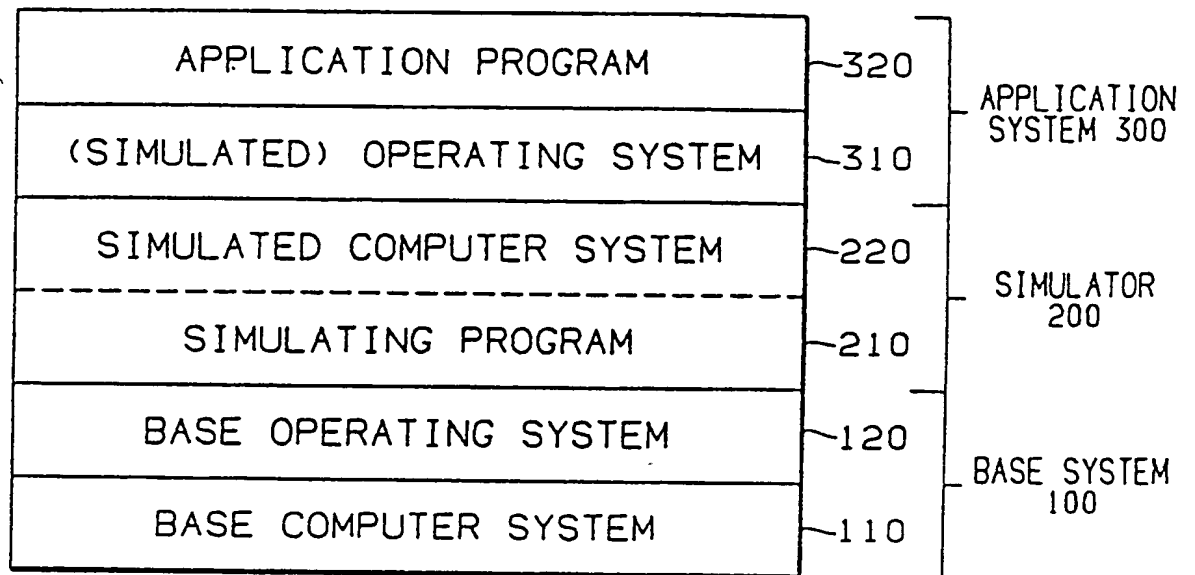 APPLICATION PROGRAM 320
(SIMULATED) OPERATING SYSTEM 310
APPLICATION
SYSTEM 300
SIMULATED COMPUTER SYSTEM 220
SIMULATING PROGRAM 210
SIMULATOR
200
BASE OPERATING SYSTEM 120
BASE COMPUTER SYSTEM 110
BASE SYSTEM
100